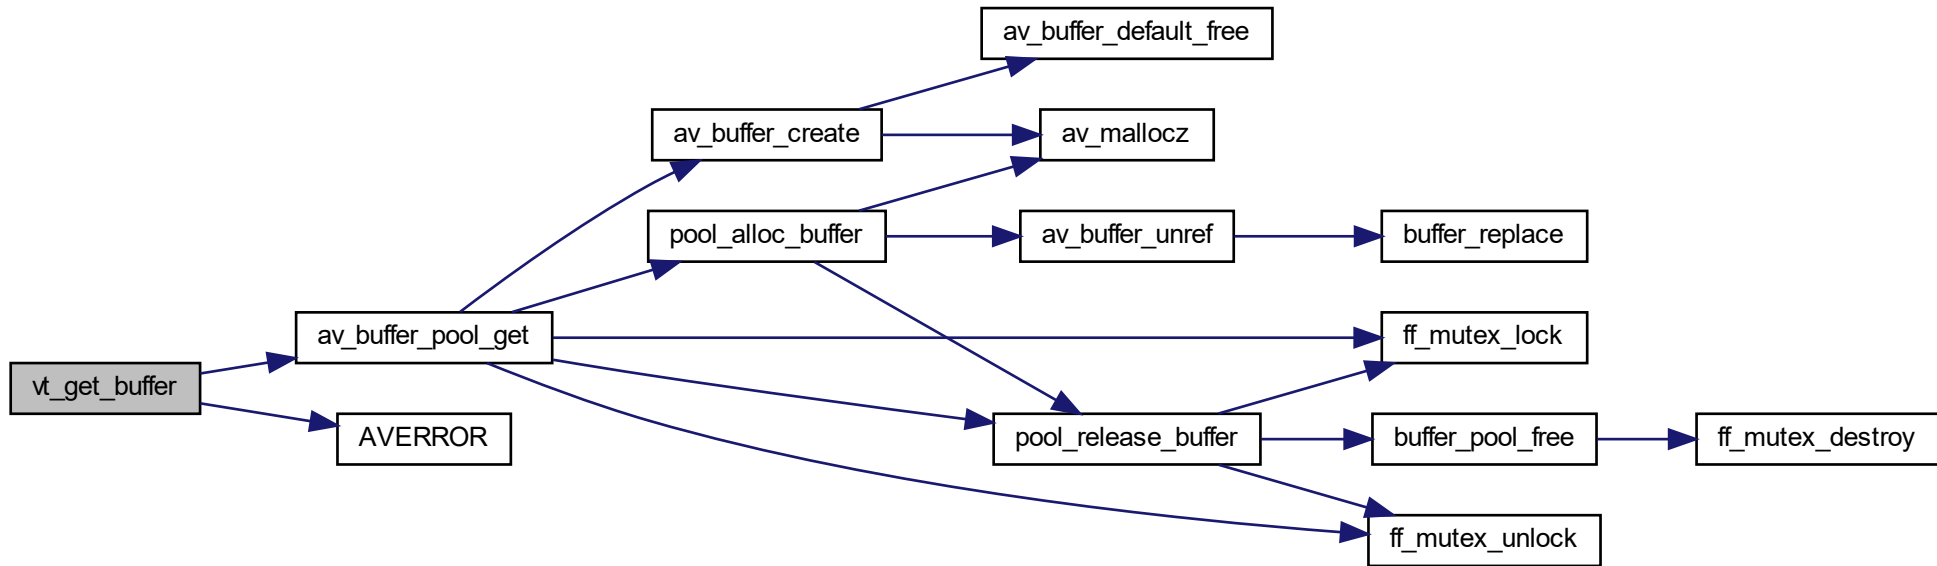 av_buffer_default_free
av_buffer_create
av_mallocz
pool_alloc_buffer
av_buffer_unref
buffer_replace
av_buffer_pool_get
ff_mutex_lock
vt_get_buffer
AVERROR
pool_release_buffer
buffer_pool_free
ff_mutex_destroy
ff_mutex_unlock